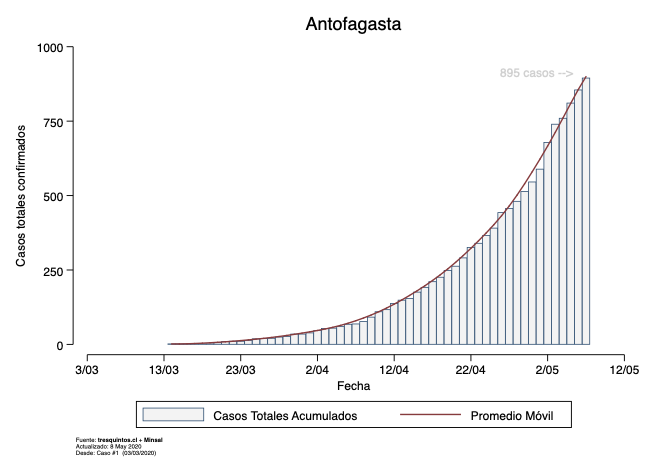 Antofagasta
Casos totales confirmados
1000
750
500
250
0
895 casos -->
3/03 13/03 23/03 2/04 12/04 22/04 2/05 12/05
Fecha
Casos Totales Acumulados Promedio Móvil
Fuente: tresquintos.cl + Minsal
Actualizado: 8 May 2020
Desde: Caso #1 (03/03/2020)